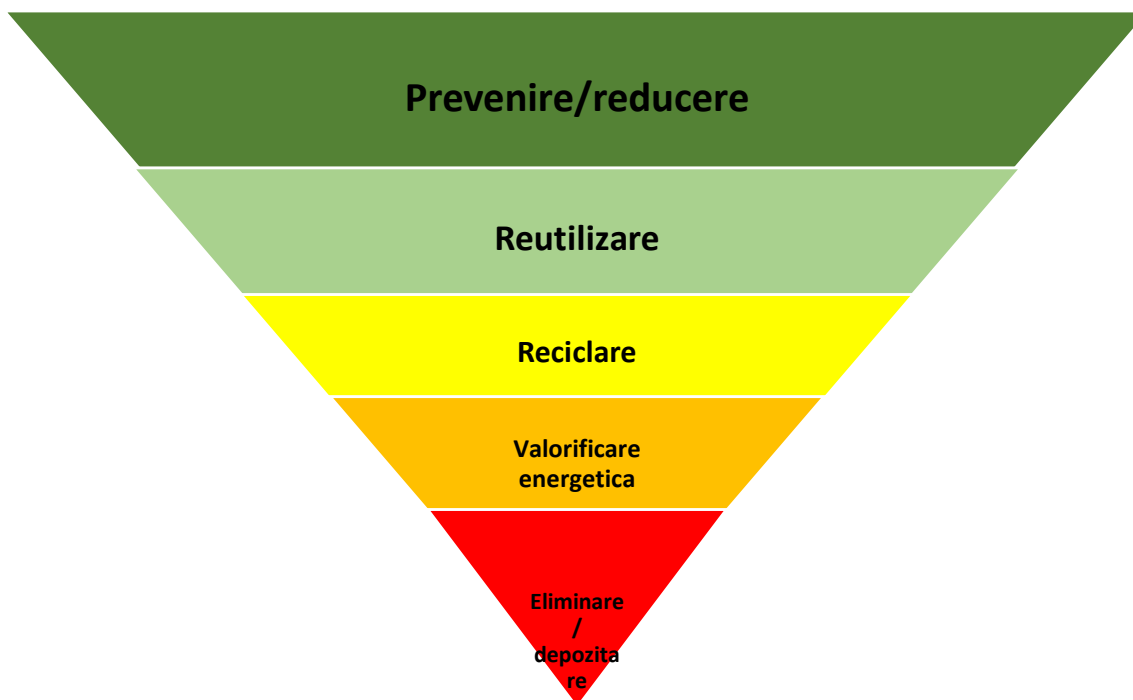 Prevenire/reducere
Reutilizare
Reciclare
Valorificare
energetica
Eliminare
/
depozita
re